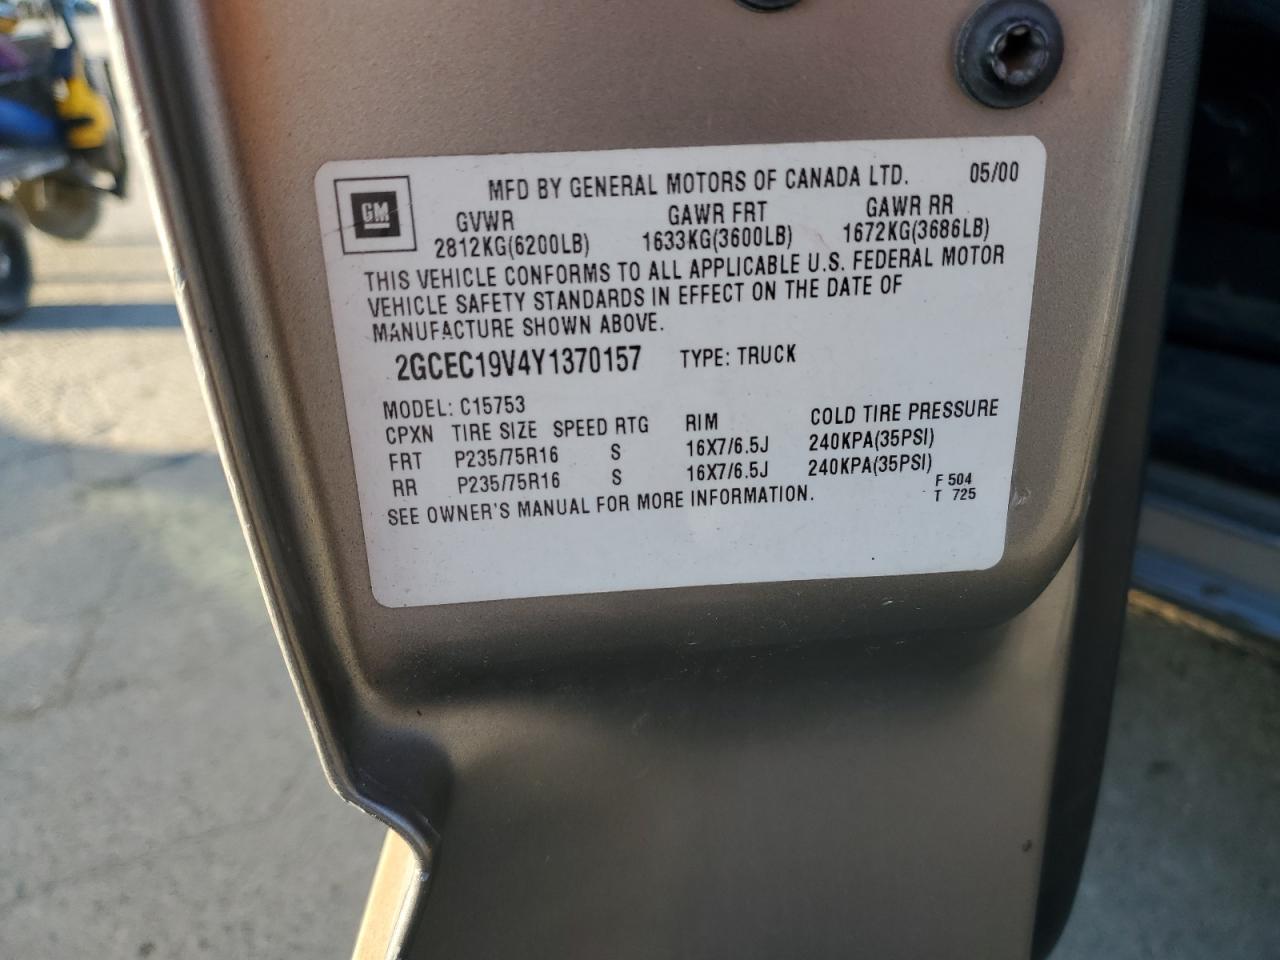 MFD BY GENERAL MOTORS OF CANADA LTD. 05/00
GM
GVWR GAWR FRT GAWR RR
2812KG(6200LB) 1633KG(3600LB) 1672KG(3686LB)
THIS VEHICLE CONFORMS TO ALL APPLICABLE U.S. FEDERAL MOTOR
VEHICLE SAFETY STANDARDS IN EFFECT ON THE DATE OF
MANUFACTURE SHOWN ABOVE.
2GCEC19V4Y1370157 TYPE: TRUCK
MODEL: C15753
CPXN TIRE SIZE SPEED RTG RIM COLD TIRE PRESSURE
FRT P235/75R16 S 16X7/6.5J 240KPA(35PSI)
RR P235/75R16 S 16X7/6.5J 240KPA(35PSI)
SEE OWNER'S MANUAL FOR MORE INFORMATION.
F 504
T 725